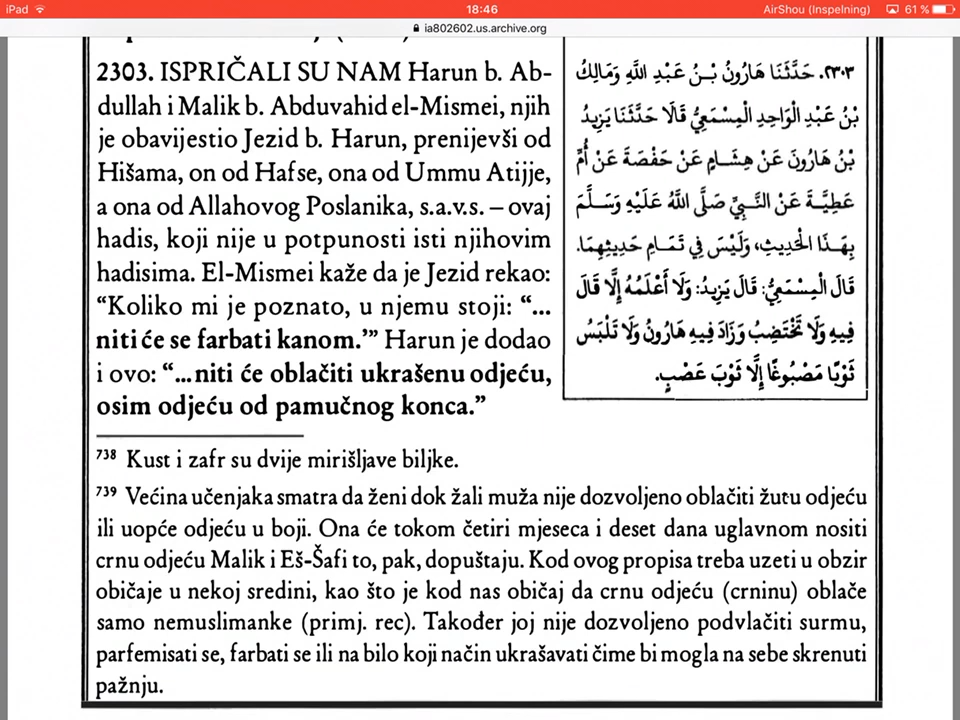 iPad 18:46 AirShou (Inspelning) 61 %
ia802602.us.archive.org
2303. ISPRIČALI SU NAM Harun b. Ab-
dullah i Malik b. Abduvahid el-Mismei, njih
je obavijestio Jezid b. Harun, prenijevši od
Hišama, on od Hafse, ona od Ummu Atijje,
a ona od Allahovog Poslanika, s.a.v.s. – ovaj
hadis, koji nije u potpunosti isti njihovim
hadisima. El-Mismei kaže da je Jezid rekao:
“Koliko mi je poznato, u njemu stoji: “...
niti će se farbati kanom.’” Harun je dodao
i ovo: “...niti će oblačiti ukrašenu odjeću,
osim odjeću od pamučnog konca.”
٢٣٠٣. حَدَّثَنَا هَارُونُ بْنُ عَبْدِ اللَّهِ وَمَالِكُ
بْنُ عَبْدِ الْوَاحِدِ الْمِسْمَعِيُّ قَالَا حَدَّثَنَا يَزِيدُ
بْنُ هَارُونَ عَنْ هِشَامٍ عَنْ حَفْصَةَ عَنْ أُمِّ
عَطِيَّةَ عَنْ النَّبِيِّ صَلَّى اللَّهُ عَلَيْهِ وَسَلَّمَ
بِهَذَا الْحَدِيثِ، وَلَيْسَ فِي تَمَامِ حَدِيثِهِمَا.
قَالَ الْمِسْمَعِيُّ: قَالَ يَزِيدُ: وَلَا أَعْلَمُهُ إِلَّا قَالَ
فِيهِ وَلَا تَخْتَضِبُ وَزَادَ فِيهِ هَارُونُ وَلَا تَلْبَسُ
ثَوْبًا مَصْبُوغًا إِلَّا ثَوْبَ عَصْبٍ.
738 Kust i zafr su dvije mirišljave biljke.
739 Većina učenjaka smatra da ženi dok žali muža nije dozvoljeno oblačiti žutu odjeću
ili uopće odjeću u boji. Ona će tokom četiri mjeseca i deset dana uglavnom nositi
crnu odjeću Malik i Eš-Šafi to, pak, dopuštaju. Kod ovog propisa treba uzeti u obzir
običaje u nekoj sredini, kao što je kod nas običaj da crnu odjeću (crninu) oblače
samo nemuslimanke (primj. rec). Također joj nije dozvoljeno podvlačiti surmu,
parfemisati se, farbati se ili na bilo koji način ukrašavati čime bi mogla na sebe skrenuti
pažnju.